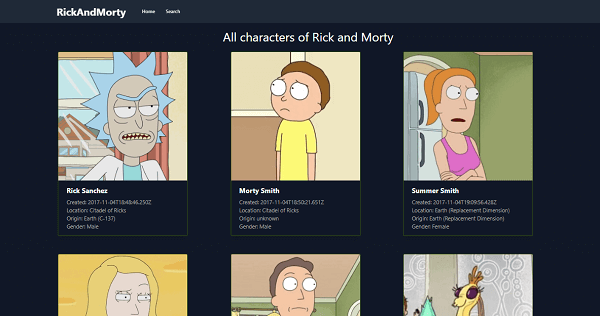 RickAndMorty
Home
Search
All characters of Rick and Morty
Rick Sanchez
Created: 2017-11-04T18:48:46.250Z
Location: Citadel of Ricks
Origin: Earth (C-137)
Gender: Male
Morty Smith
Created: 2017-11-04T18:50:21.651Z
Location: Citadel of Ricks
Origin: unknown
Gender: Male
Summer Smith
Created: 2017-11-04T19:09:56.428Z
Location: Earth (Replacement Dimension)
Origin: Earth (Replacement Dimension)
Gender: Female